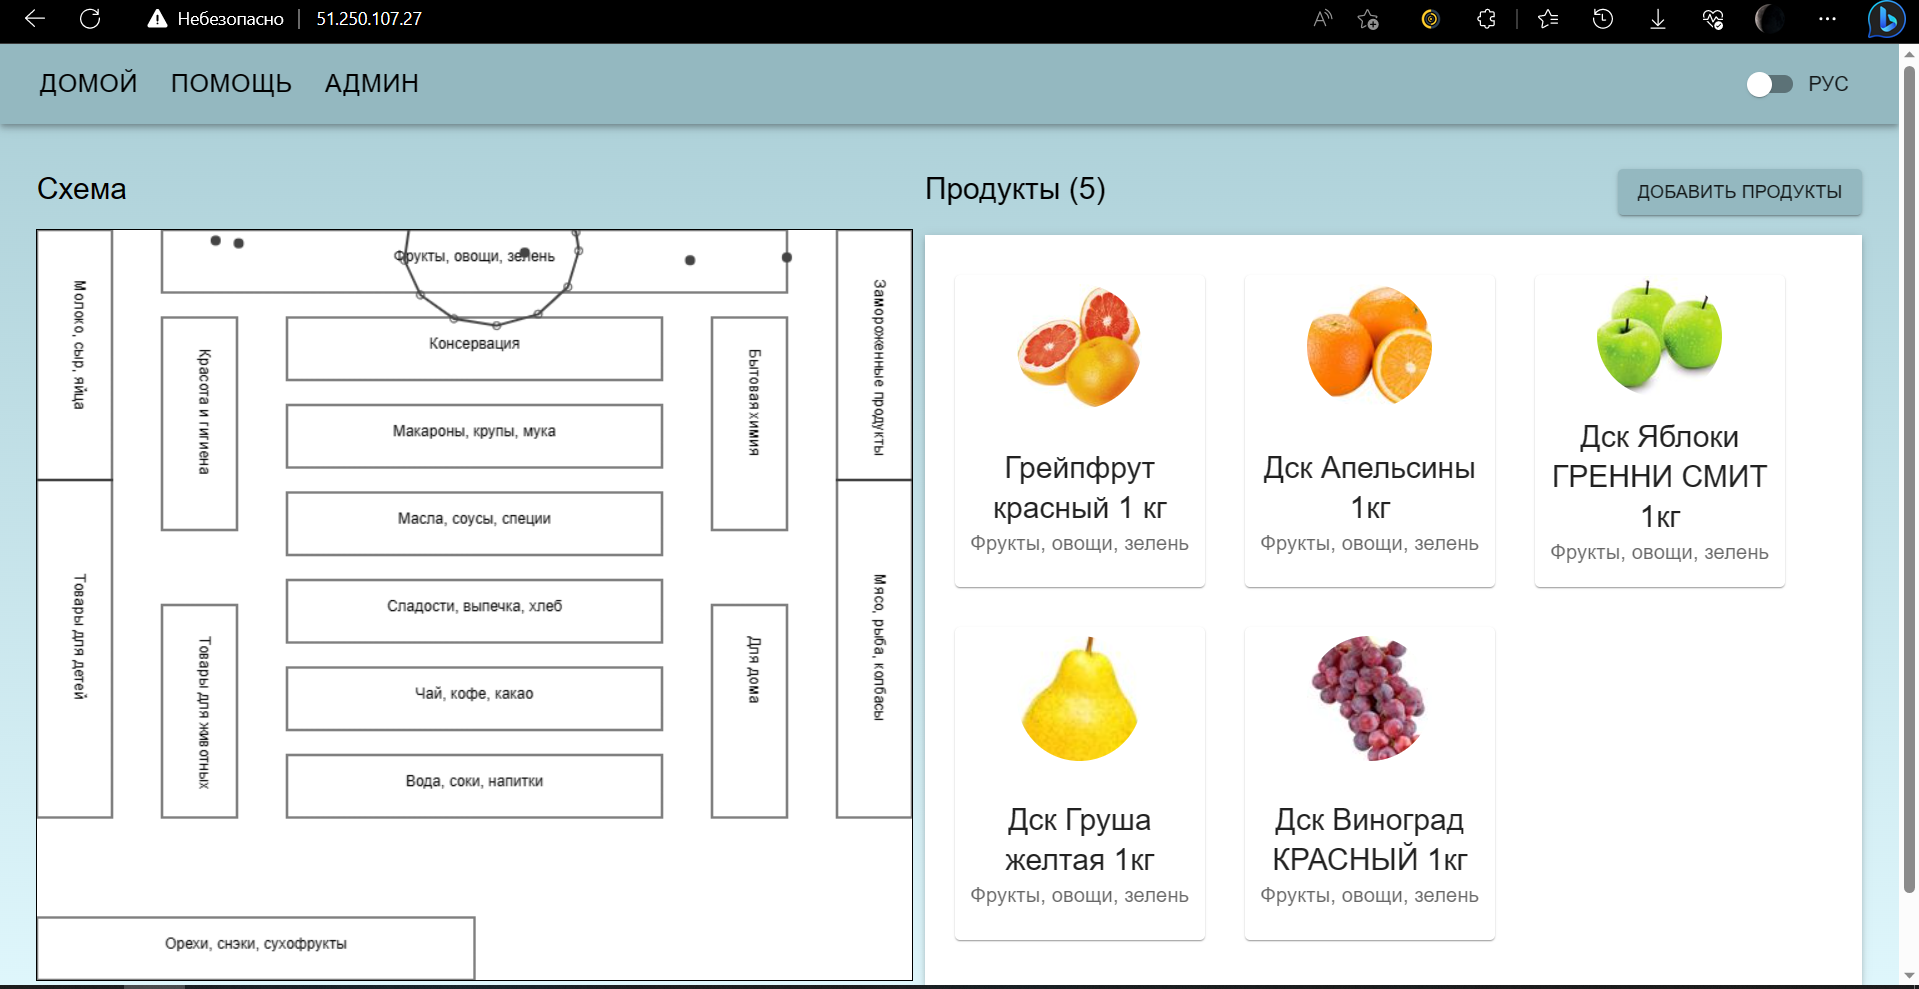 Небезопасно | 51.250.107.27
ДОМОЙ ПОМОЩЬ АДМИН РУС
Схема
Фрукты, овощи, зелень
Молоко, сыр, яйца
Замороженные продукты
Красота и гигиена
Консервация
Бытовая химия
Макароны, крупы, мука
Масла, соусы, специи
Товары для детей
Сладости, выпечка, хлеб
Мясо, рыба, колбасы
Товары для животных
Для дома
Чай, кофе, какао
Вода, соки, напитки
Орехи, снэки, сухофрукты
Продукты (5)
ДОБАВИТЬ ПРОДУКТЫ
Грейпфрут
красный 1 кг
Фрукты, овощи, зелень
Дск Апельсины
1кг
Фрукты, овощи, зелень
Дск Яблоки
ГРЕННИ СМИТ
1кг
Фрукты, овощи, зелень
Дск Груша
желтая 1кг
Фрукты, овощи, зелень
Дск Виноград
КРАСНЫЙ 1кг
Фрукты, овощи, зелень